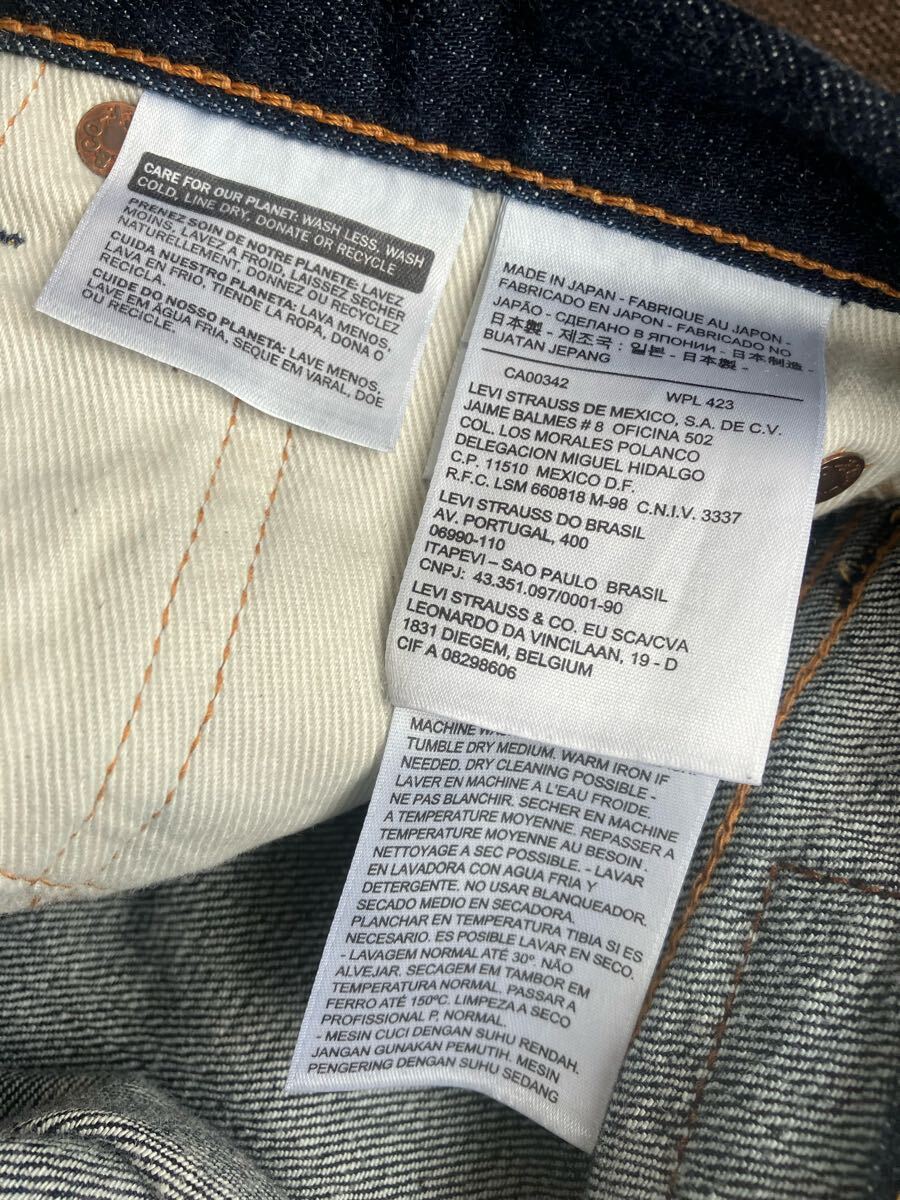 CARE FOR OUR PLANET: WASH LESS, WASH
COLD, LINE DRY, DONATE OR RECYCLE
PRENEZ SOIN DE NOTRE PLANETE: LAVEZ
MOINS, LAVEZ A FROID, LAISSEZ SECHER
NATURELLEMENT, DONNEZ OU RECYCLEZ
CUIDA NUESTRO PLANETA: LAVA MENOS,
LAVA EN FRIO, TIENDE LA ROPA, DONA O
RECICLA.
CUIDE DO NOSSO PLANETA: LAVE MENOS,
LAVE EM ÁGUA FRIA, SEQUE EM VARAL, DOE
OU RECICLE.
MADE IN JAPAN - FABRIQUE AU JAPON -
FABRICADO EN JAPON - FABRICADO NO
JAPÃO - СДЕЛАНО В ЯПОНИИ - 日本制造 -
日本製 - 제조국 : 일본 - 日本製 -
BUATAN JEPANG
CA00342 WPL 423
LEVI STRAUSS DE MEXICO, S.A. DE C.V.
JAIME BALMES # 8 OFICINA 502
COL. LOS MORALES POLANCO
DELEGACION MIGUEL HIDALGO
C.P. 11510 MEXICO D.F.
R.F.C. LSM 660818 M-98 C.N.I.V. 3337
LEVI STRAUSS DO BRASIL
AV. PORTUGAL, 400
06990-110
ITAPEVI – SAO PAULO BRASIL
CNPJ: 43.351.097/0001-90
LEVI STRAUSS & CO. EU SCA/CVA
LEONARDO DA VINCILAAN, 19 - D
1831 DIEGEM, BELGIUM
CIF A 08298606
MACHINE
TUMBLE DRY MEDIUM. WARM IRON IF
NEEDED. DRY CLEANING POSSIBLE -
LAVER EN MACHINE A L'EAU FROIDE.
NE PAS BLANCHIR. SECHER EN MACHINE
A TEMPERATURE MOYENNE. REPASSER A
TEMPERATURE MOYENNE AU BESOIN.
NETTOYAGE A SEC POSSIBLE. - LAVAR
EN LAVADORA CON AGUA FRIA Y
DETERGENTE. NO USAR BLANQUEADOR.
SECADO MEDIO EN SECADORA.
PLANCHAR EN TEMPERATURA TIBIA SI ES
NECESARIO. ES POSIBLE LAVAR EN SECO.
- LAVAGEM NORMAL ATÉ 30°. NÃO
ALVEJAR. SECAGEM EM TAMBOR EM
TEMPERATURA NORMAL. PASSAR A
FERRO ATÉ 150ºC. LIMPEZA A SECO
PROFISSIONAL P, NORMAL.
- MESIN CUCI DENGAN SUHU RENDAH.
JANGAN GUNAKAN PEMUTIH. MESIN
PENGERING DENGAN SUHU SEDANG